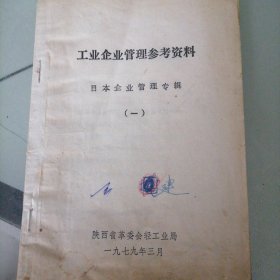 工业企业管理参考资料
日本企业管理专辑
（一）
陕西省革委会轻工业局
一九七九年三月